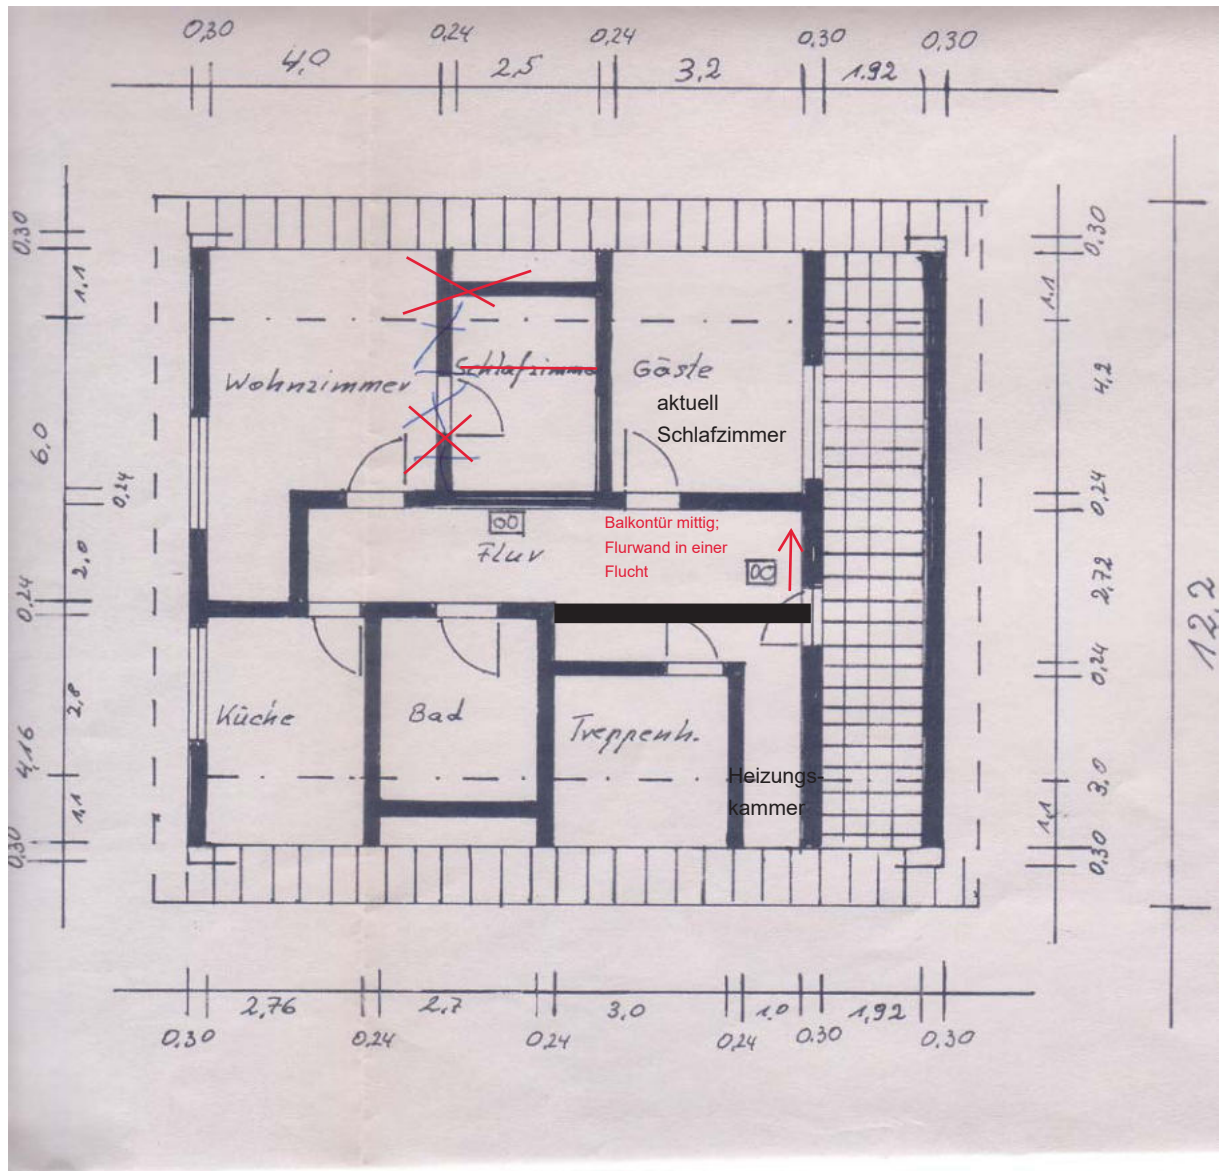 0,30 0,24 0,24 0,30 0,30
4,0 2,5 3,2 1.92
0,30
1,1
6,0
0,24
2,0
0,24
2,8
4,16
1,1
0,30
Wohnzimmer
Schlafzimme
Gäste
aktuell
Schlafzimmer
Flur
Balkontür mittig;
Flurwand in einer
Flucht
Küche
Bad
Treppenh.
Heizungs-
kammer
0.30
1.1
4,2
0,24
2,72
0,24
3.0
1,1
0,30
12,2
2,76 2,7 3,0 1.0 1,92
0,30 0,24 0,24 0,24 0.30 0,30